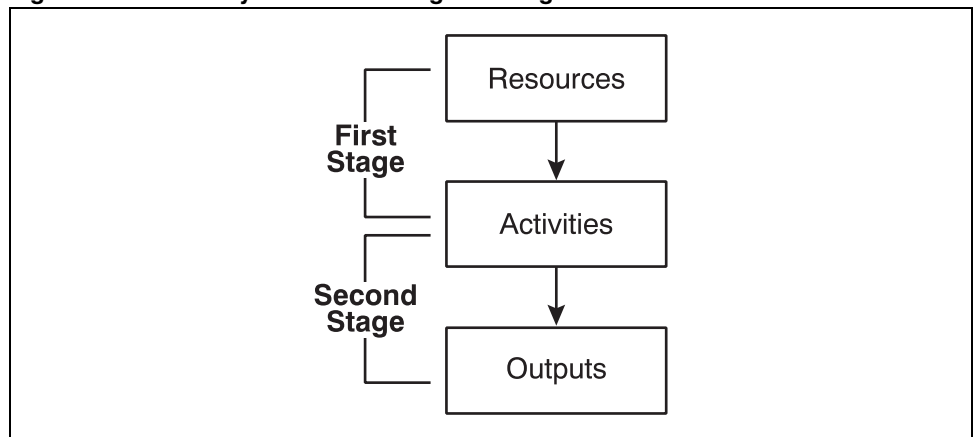 Resources
First
Stage
Activities
Second
Stage
Outputs